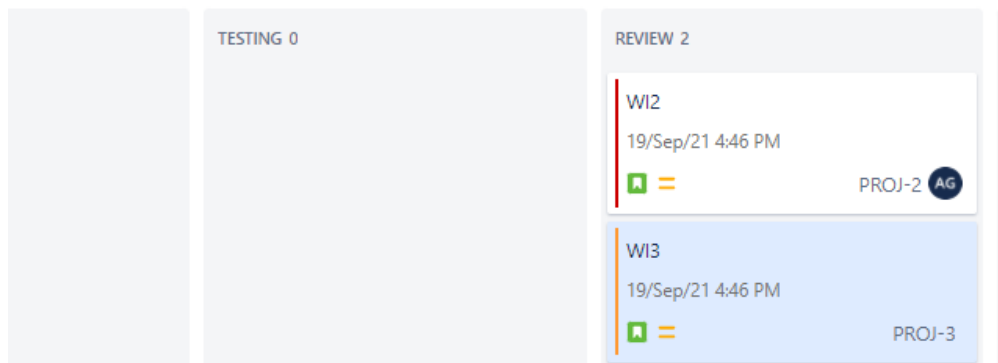 TESTING 0
REVIEW 2
WI2
19/Sep/21 4:46 PM
PROJ-2 AG
WI3
19/Sep/21 4:46 PM
PROJ-3